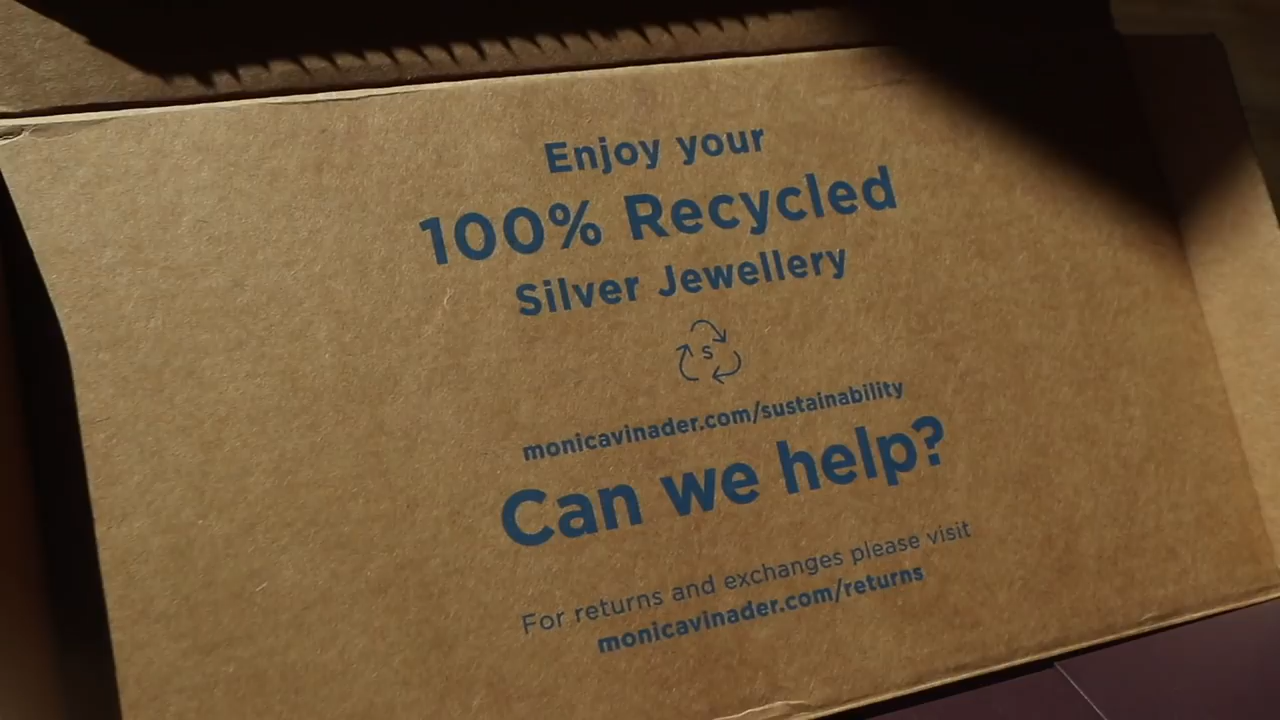 Enjoy your
100% Recycled
Silver Jewellery
S
monicavinader.com/sustainability
Can we help?
For returns and exchanges please visit
monicavinader.com/returns